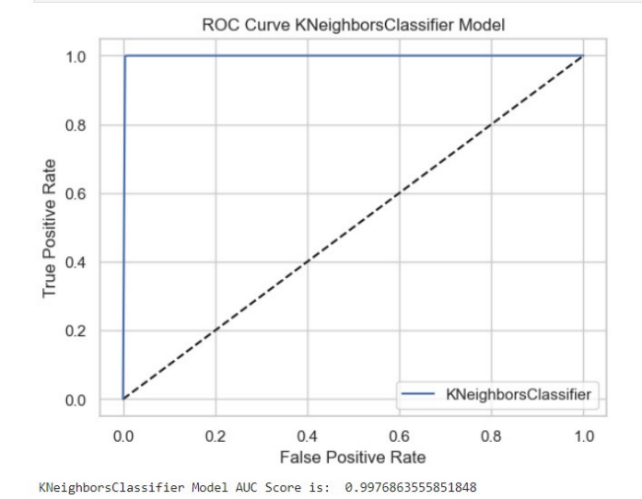 ROC Curve KNeighborsClassifier Model
1.0
0.8
0.6
0.4
0.2
0.0
True Positive Rate
KNeighborsClassifier
0.0 0.2 0.4 0.6 0.8 1.0
False Positive Rate
KNeighborsClassifier Model AUC Score is: 0.9976863555851848